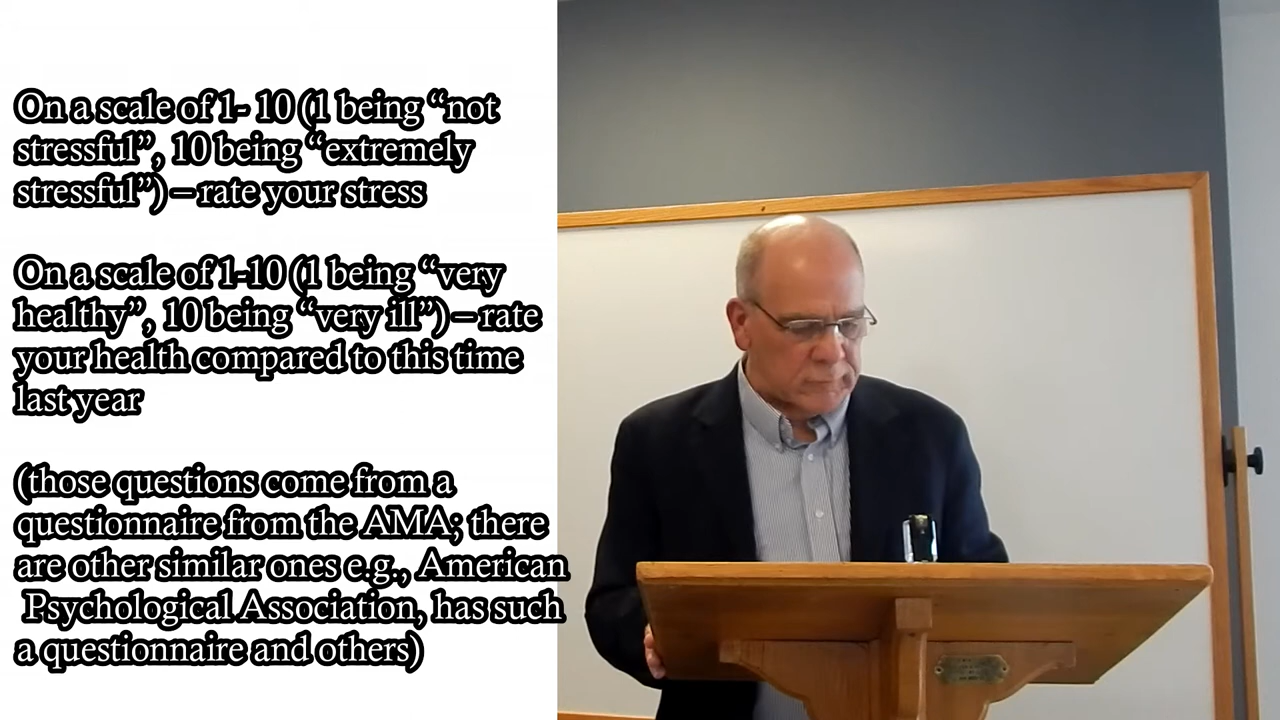 On a scale of 1- 10 (1 being “not
stressful”, 10 being “extremely
stressful”) – rate your stress
On a scale of 1-10 (1 being “very
healthy”, 10 being “very ill”) – rate
your health compared to this time
last year
(those questions come from a
questionnaire from the AMA; there
are other similar ones e.g., American
Psychological Association, has such
a questionnaire and others)